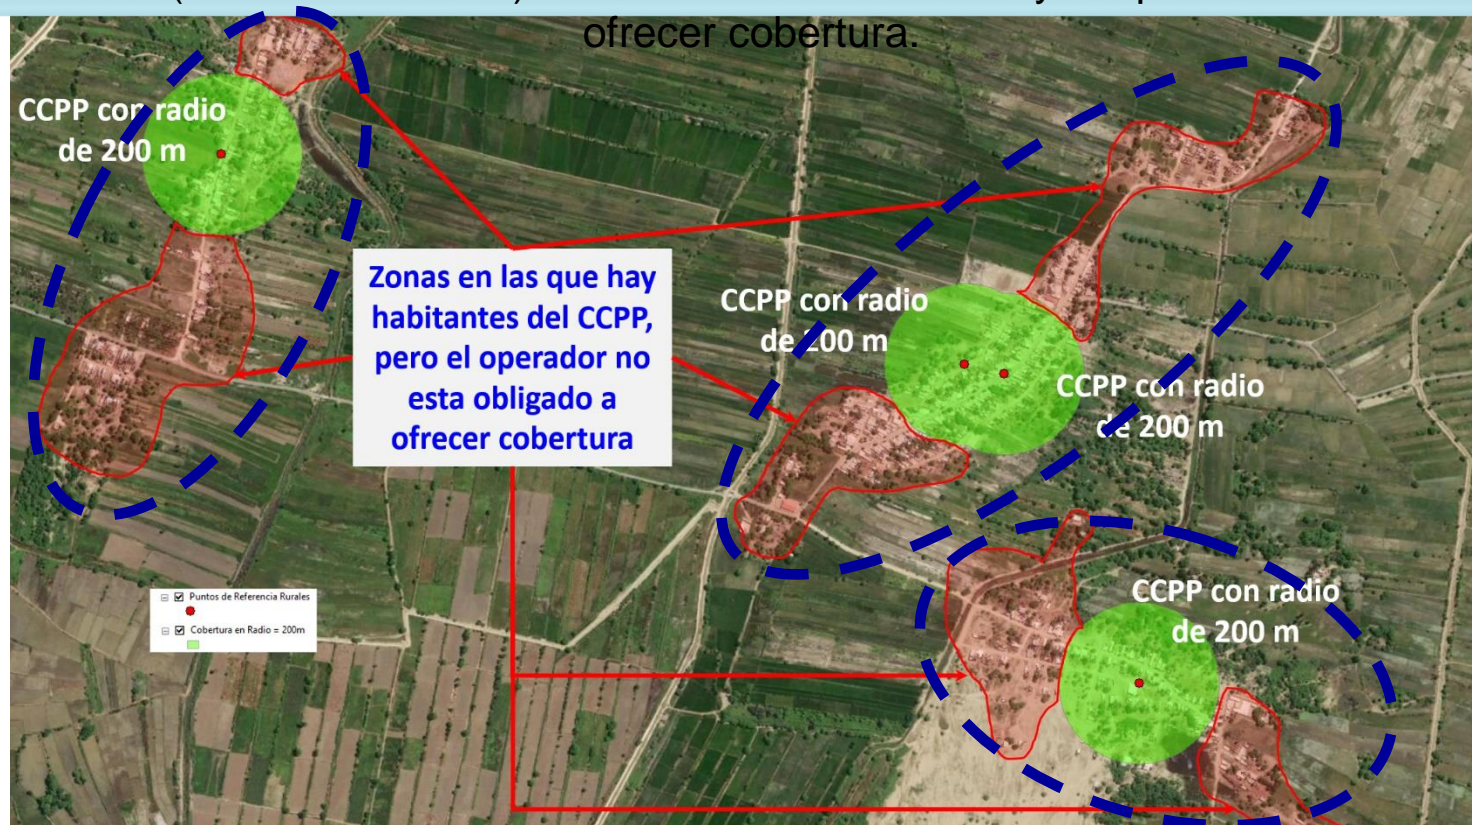 ofrecer cobertura.
CCPP con radio
de 200 m
Zonas en las que hay
habitantes del CCPP,
pero el operador no
esta obligado a
ofrecer cobertura
CCPP con radio
de 200 m
CCPP con radio
de 200 m
Puntos de Referencia Rurales
Cobertura en Radio = 200m
CCPP con radio
de 200 m